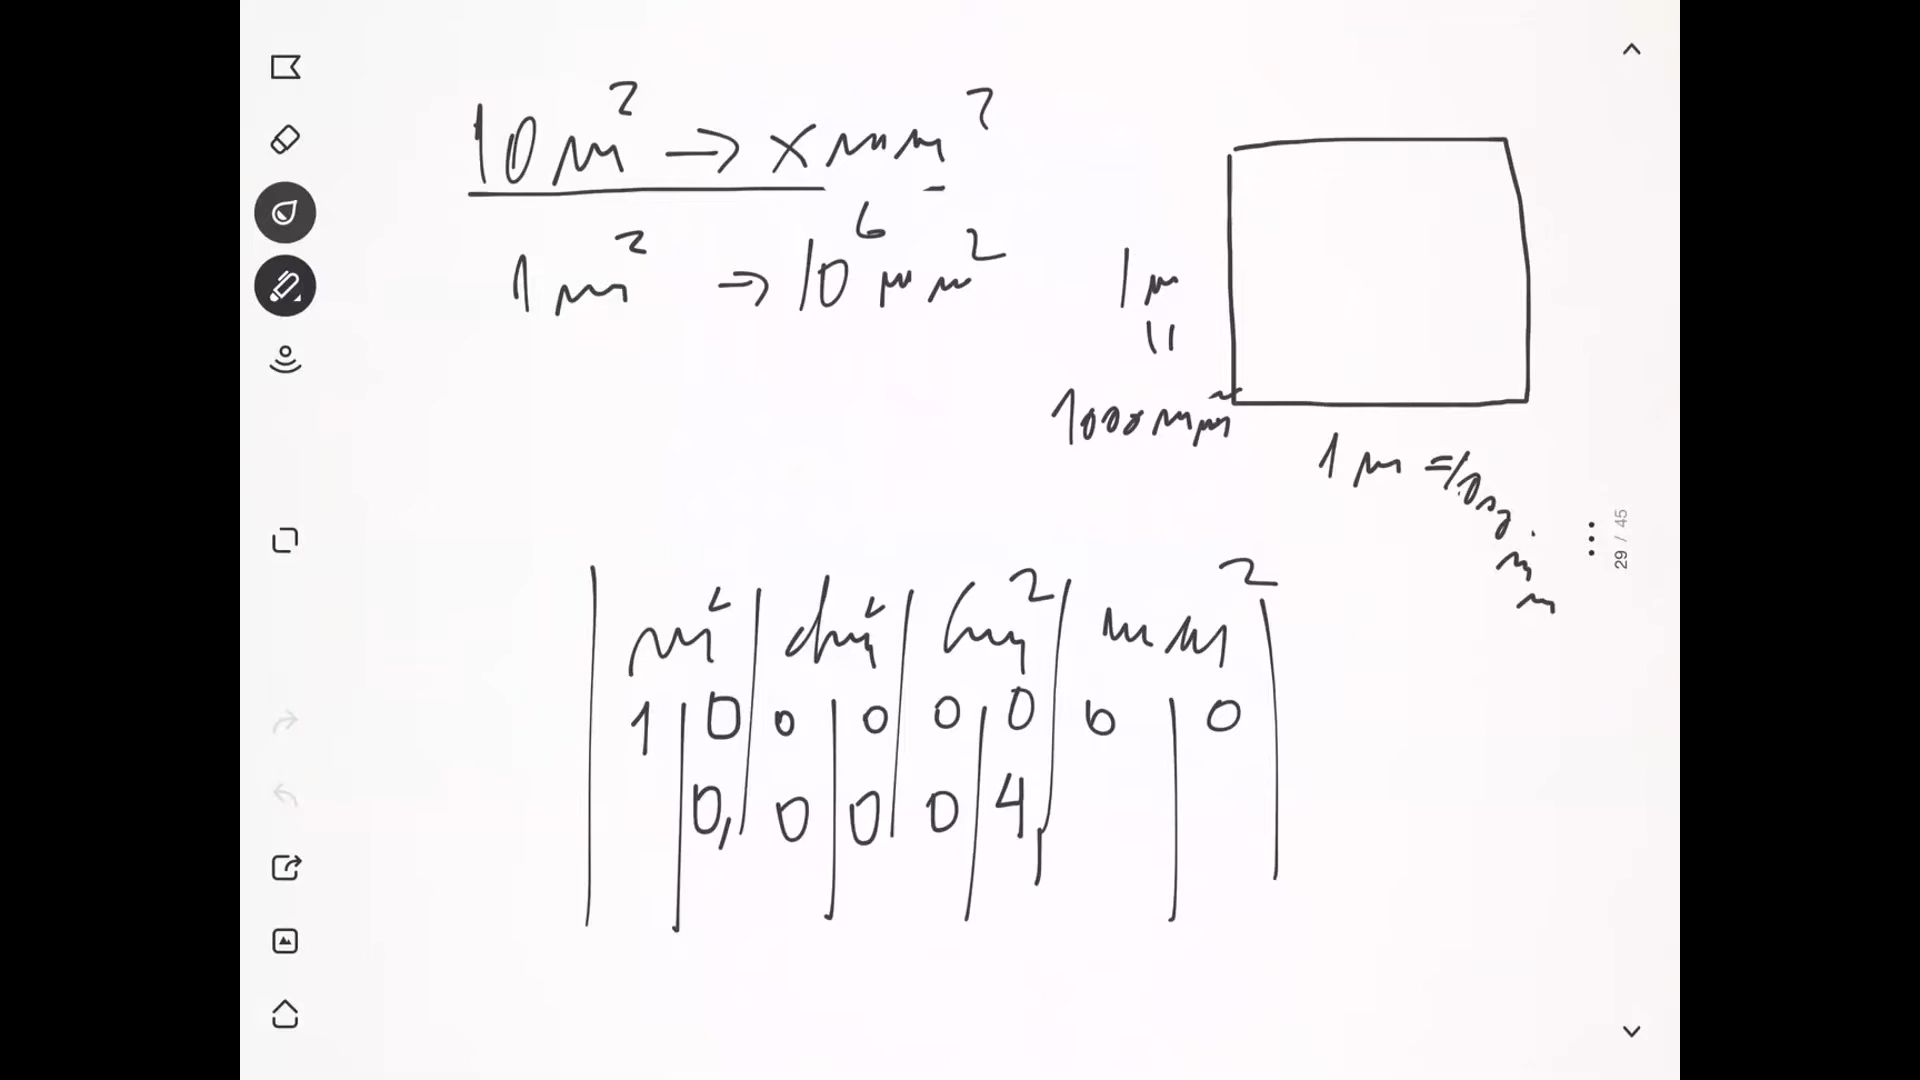 10 m² → x mm²
1 m² → 10⁶ mm²
1 m
||
1000 mm
1 m = 1000 mm
29 / 45
| m² | dm² | cm² | mm² |
1 | 0 | 0 | 0 | 0 | 0 | 0 | 0
0, | 0 | 0 | 0 | 4,